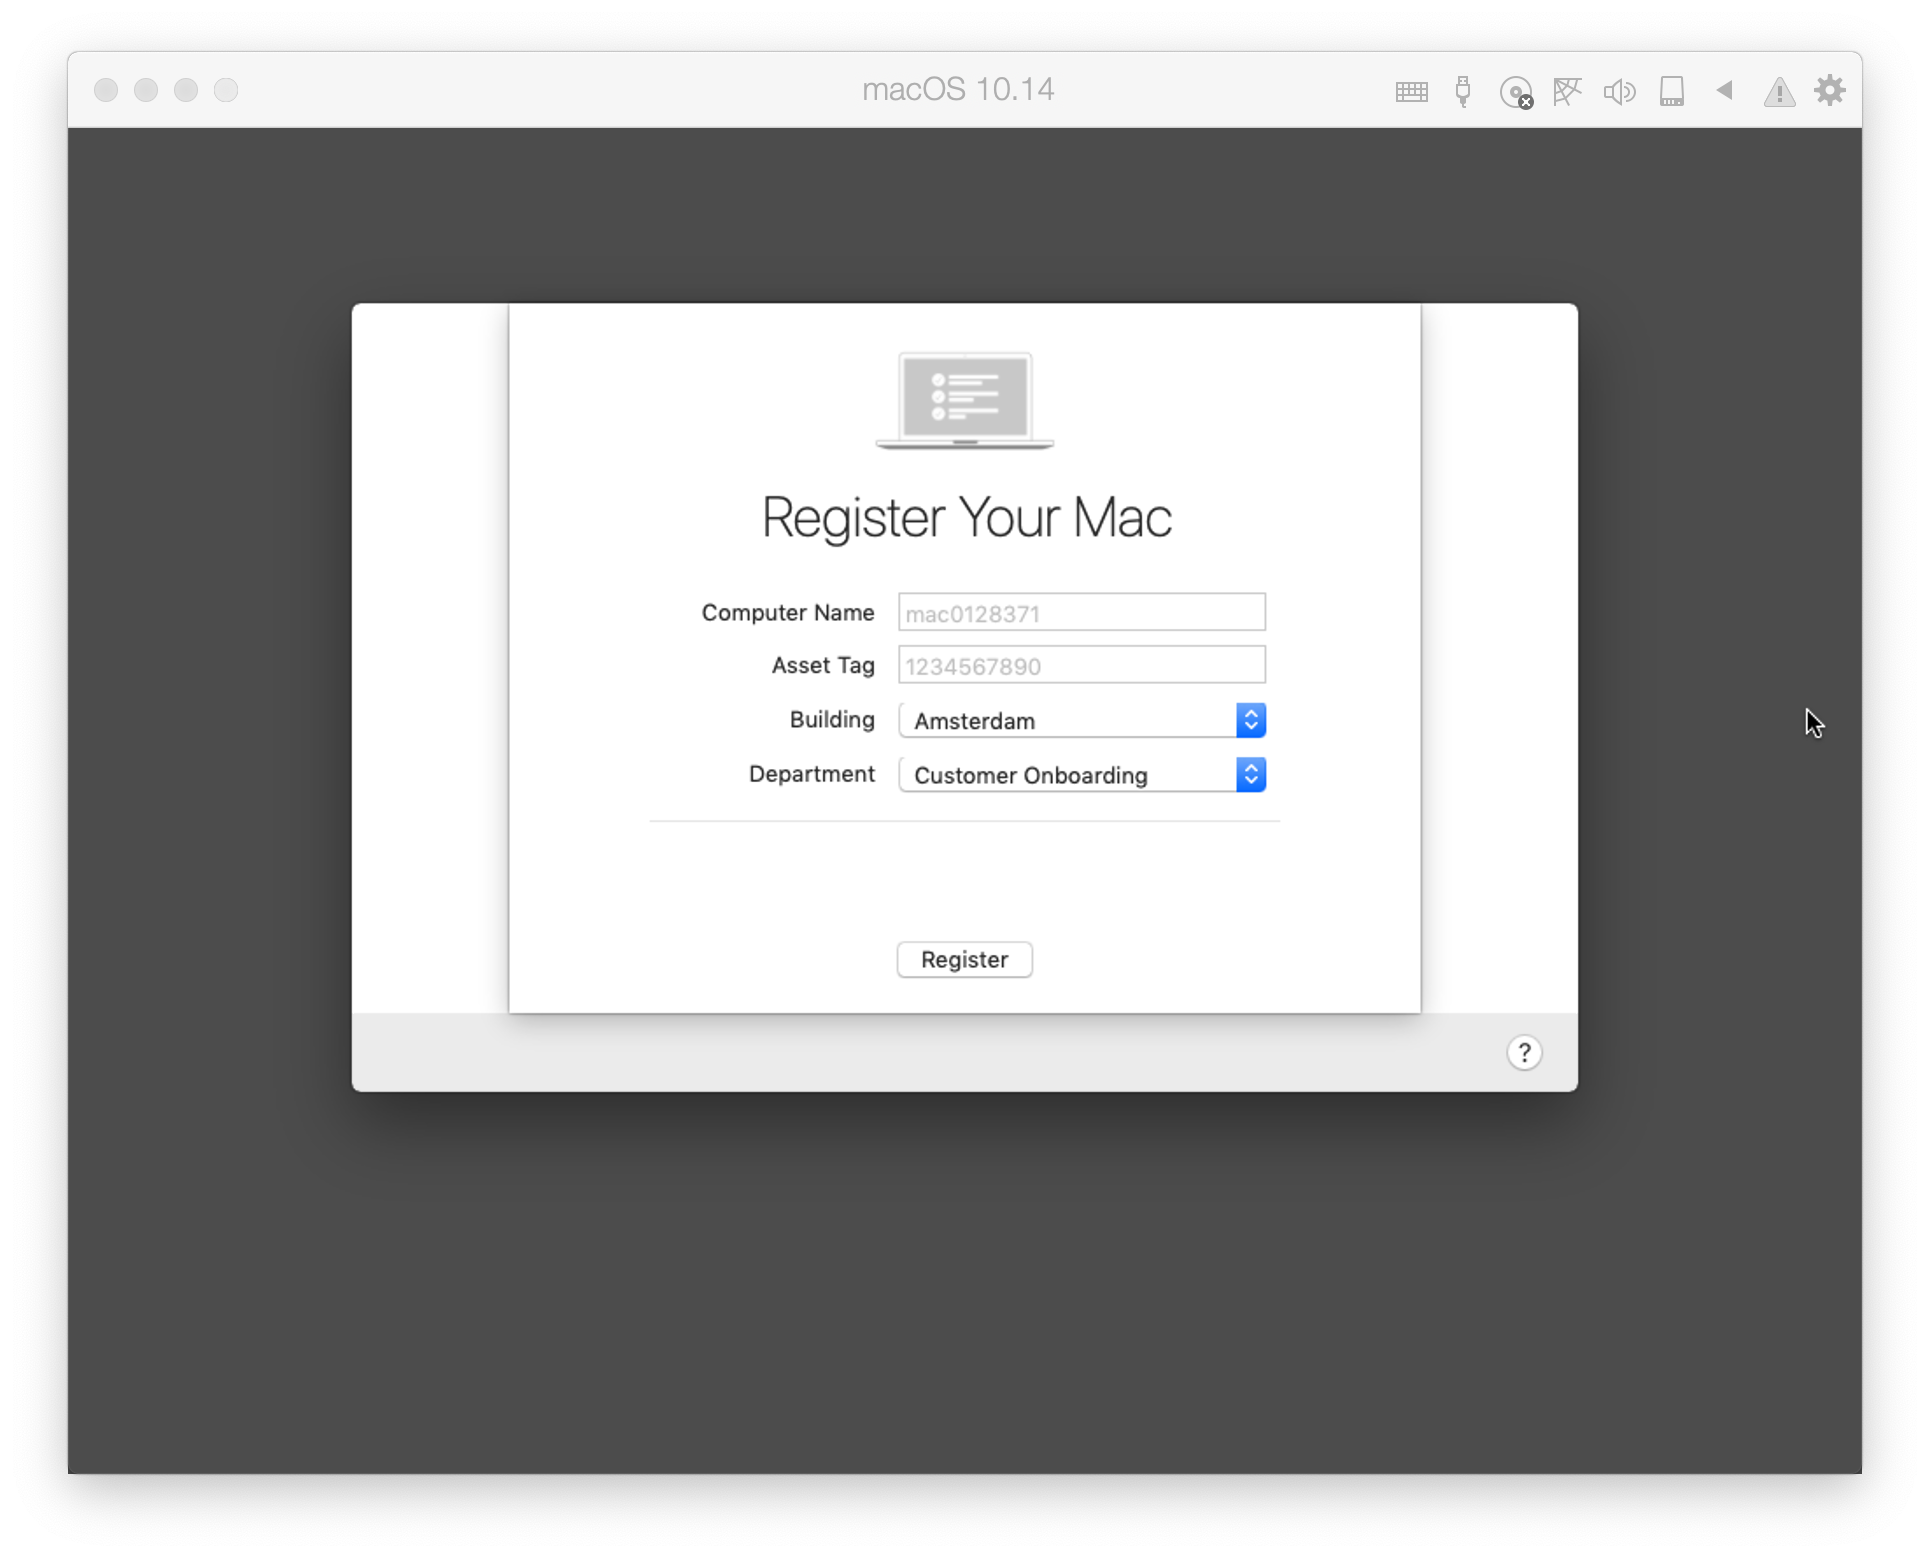 macOS 10.14
Register Your Mac
Computer Name mac0128371
Asset Tag 1234567890
Building Amsterdam
Department Customer Onboarding
Register
?